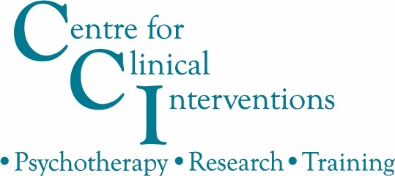 Centre for
Clinical
Interventions
• Psychotherapy • Research • Training